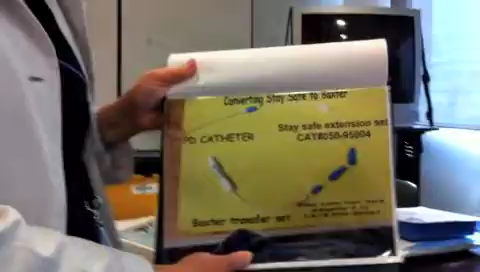 Converting Stay Safe to Baxter
PD CATHETER
Stay safe extension set
CAT#050-95004
Baxter transfer set